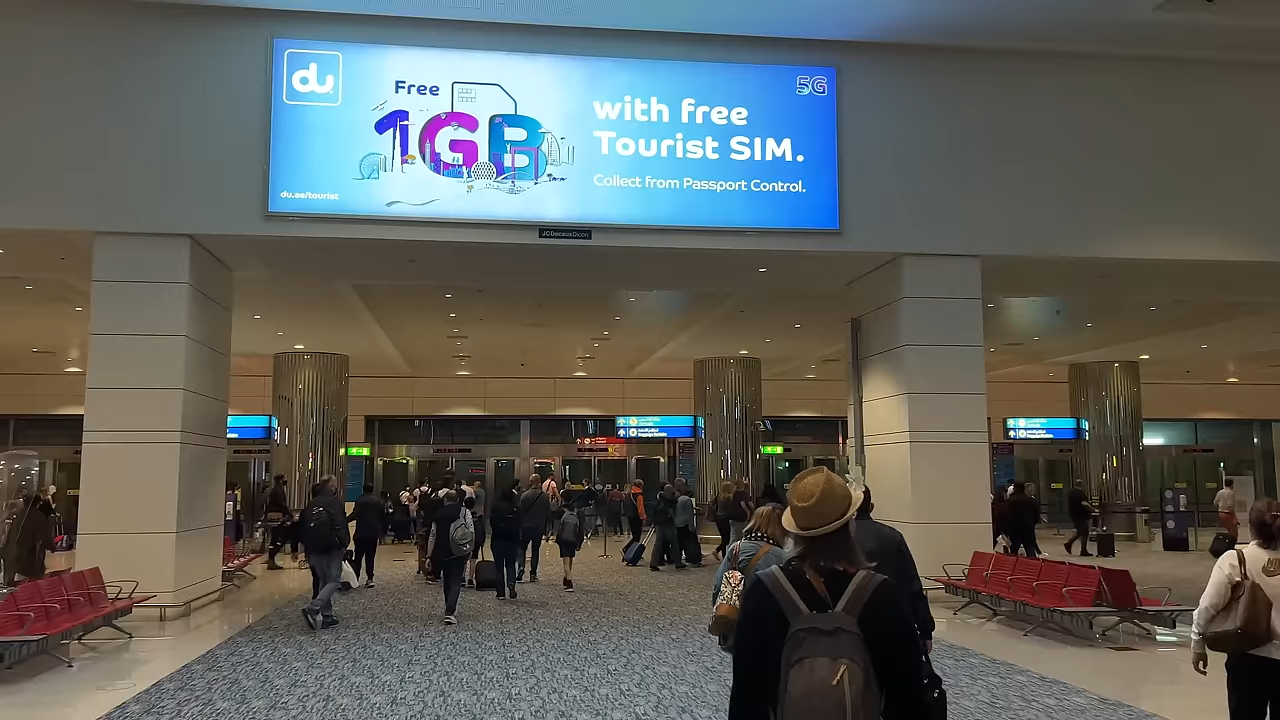 du
Free
1GB
5G
with free
Tourist SIM.
Collect from Passport Control.
du.ae/tourist
JCDecauxDicon